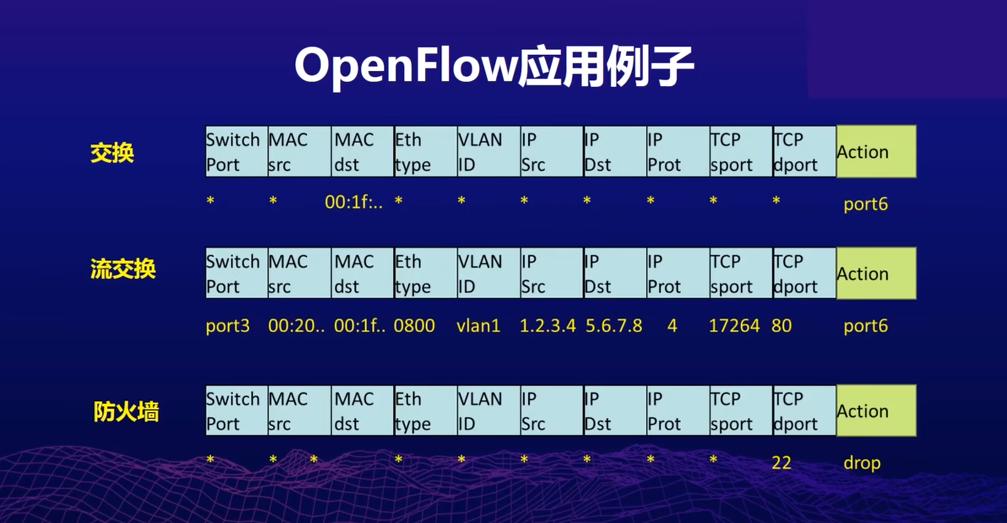 OpenFlow应用例子
交换
Switch Port MAC src MAC dst Eth type VLAN ID IP Src IP Dst IP Prot TCP sport TCP dport Action
* * 00:1f:.. * * * * * * * port6
流交换
Switch Port MAC src MAC dst Eth type VLAN ID IP Src IP Dst IP Prot TCP sport TCP dport Action
port3 00:20.. 00:1f.. 0800 vlan1 1.2.3.4 5.6.7.8 4 17264 80 port6
防火墙
Switch Port MAC src MAC dst Eth type VLAN ID IP Src IP Dst IP Prot TCP sport TCP dport Action
* * * * * * * * * 22 drop